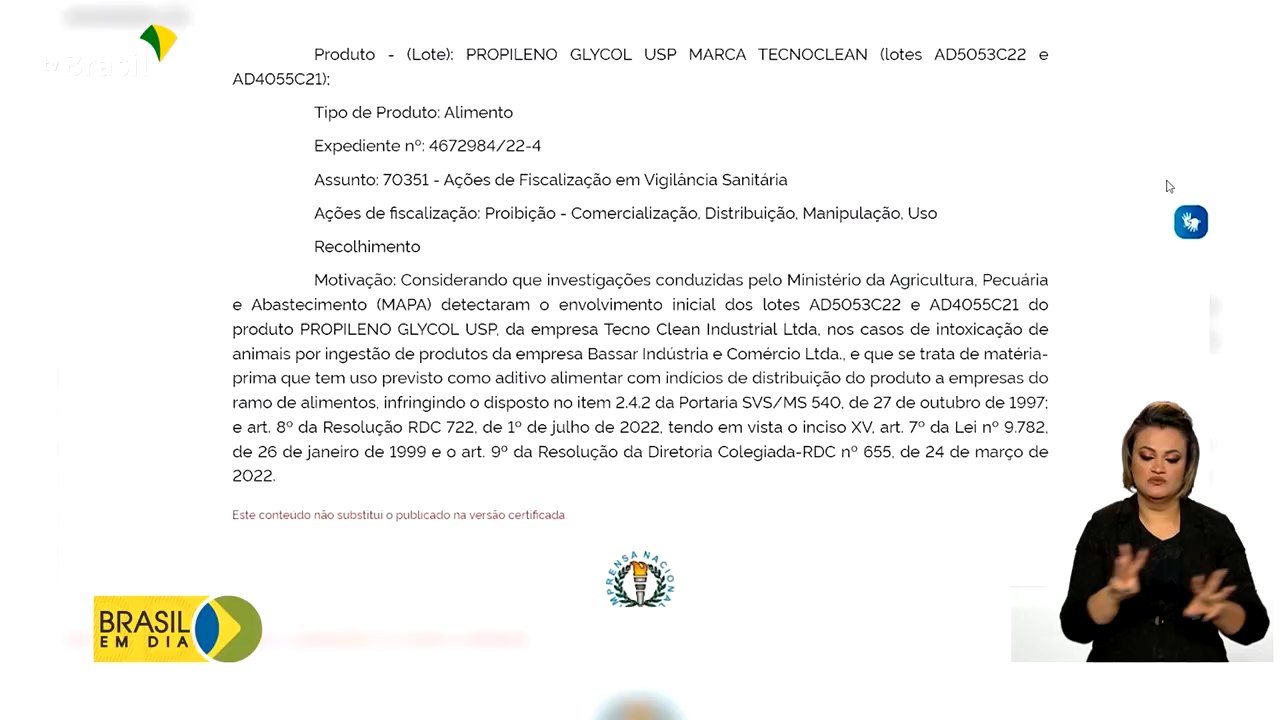 tv Brasil
Produto - (Lote): PROPILENO GLYCOL USP MARCA TECNOCLEAN (lotes AD5053C22 e
AD4055C21);
Tipo de Produto: Alimento
Expediente nº: 4672984/22-4
Assunto: 70351 - Ações de Fiscalização em Vigilância Sanitária
Ações de fiscalização: Proibição - Comercialização, Distribuição, Manipulação, Uso
Recolhimento
Motivação: Considerando que investigações conduzidas pelo Ministério da Agricultura, Pecuária
e Abastecimento (MAPA) detectaram o envolvimento inicial dos lotes AD5053C22 e AD4055C21 do
produto PROPILENO GLYCOL USP, da empresa Tecno Clean Industrial Ltda, nos casos de intoxicação de
animais por ingestão de produtos da empresa Bassar Indústria e Comércio Ltda., e que se trata de matéria-
prima que tem uso previsto como aditivo alimentar com indícios de distribuição do produto a empresas do
ramo de alimentos, infringindo o disposto no item 2.4.2 da Portaria SVS/MS 540, de 27 de outubro de 1997;
e art. 8º da Resolução RDC 722, de 1º de julho de 2022, tendo em vista o inciso XV, art. 7º da Lei nº 9.782,
de 26 de janeiro de 1999 e o art. 9º da Resolução da Diretoria Colegiada-RDC nº 655, de 24 de março de
2022.
Este conteúdo não substitui o publicado na versão certificada
IMPRENSA NACIONAL
BRASIL
EM DIA